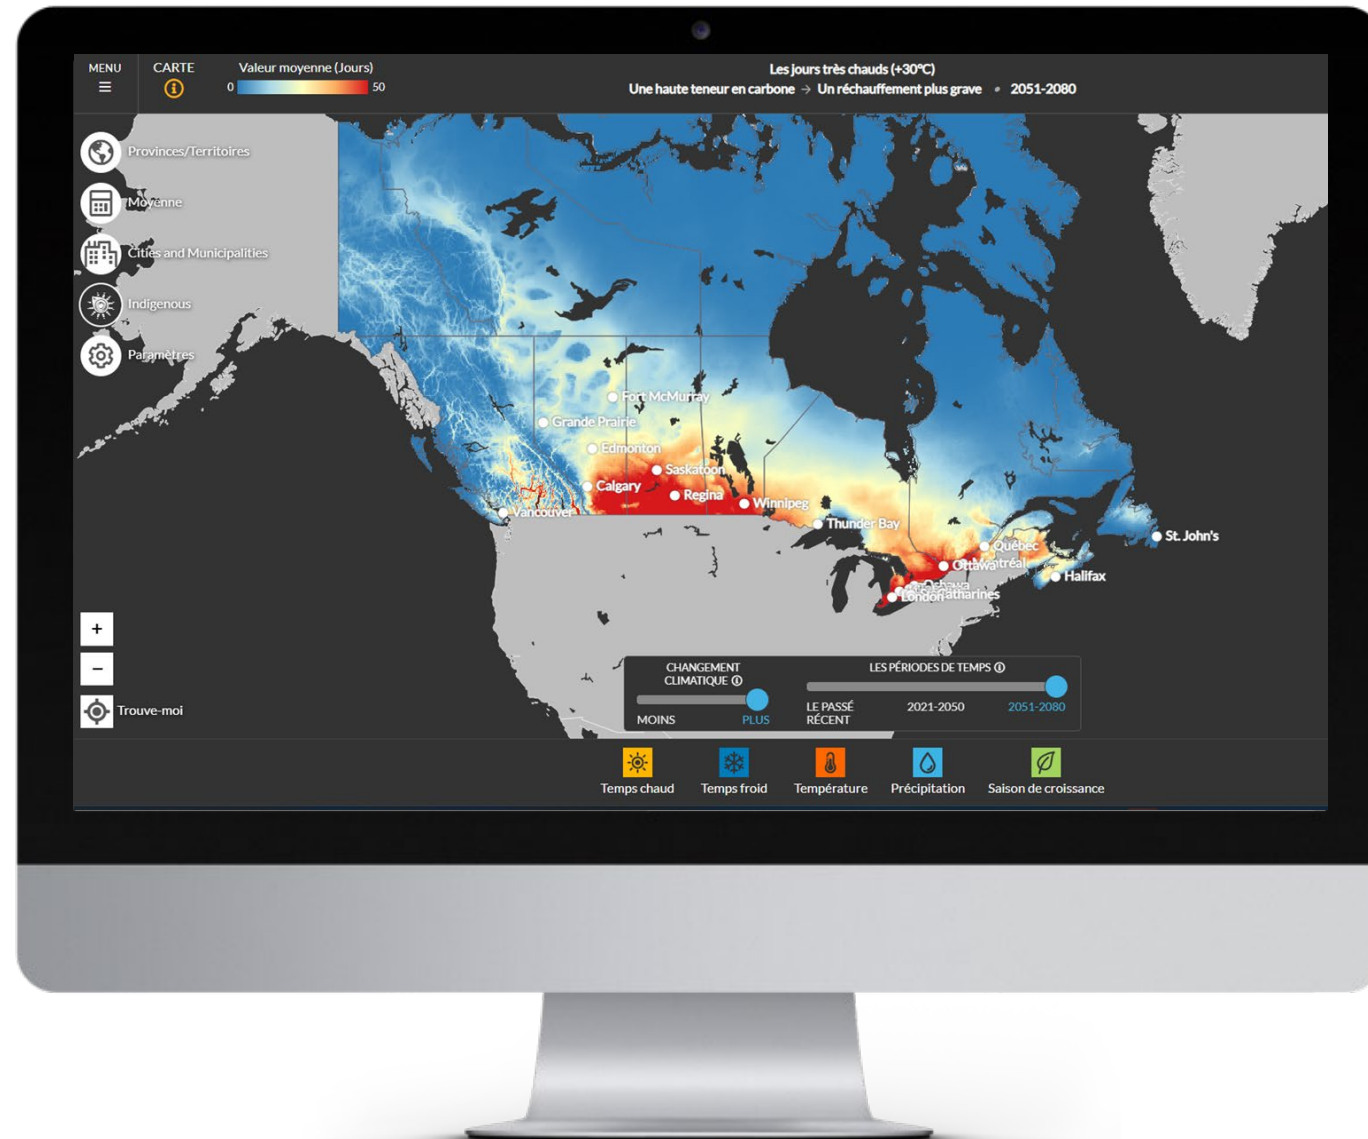 MENU
CARTE
Valeur moyenne (Jours)
0
50
Les jours très chauds (+30°C)
Une haute teneur en carbone → Un réchauffement plus grave • 2051-2080
Provinces/Territoires
Moyenne
Cities and Municipalities
Indigenous
Paramètres
Fort McMurray
Grande Prairie
Edmonton
Saskatoon
Calgary
Regina
Winnipeg
Vancouver
Thunder Bay
Québec
St. John's
Ottawa
Montréal
Halifax
Oshawa
London
Catharines
+
−
Trouve-moi
CHANGEMENT
CLIMATIQUE
MOINS
PLUS
LES PÉRIODES DE TEMPS
LE PASSÉ
RÉCENT
2021-2050
2051-2080
Temps chaud
Temps froid
Température
Précipitation
Saison de croissance